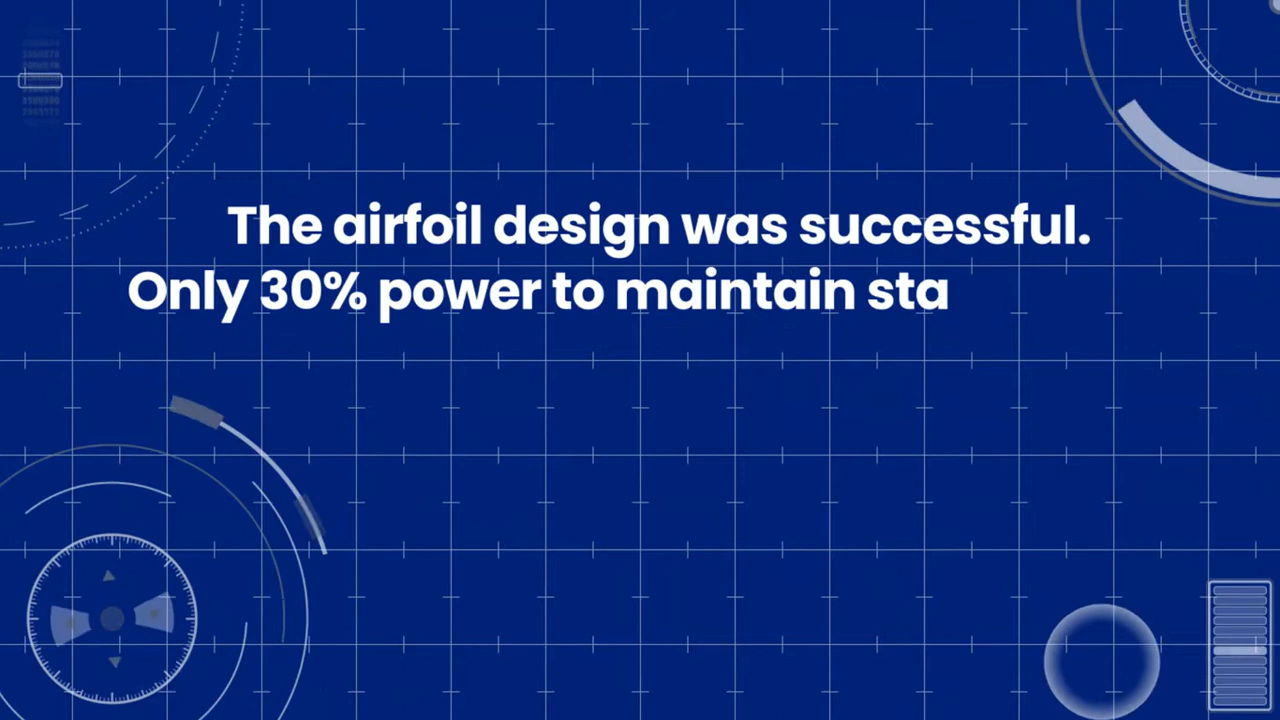 The airfoil design was successful.
Only 30% power to maintain sta